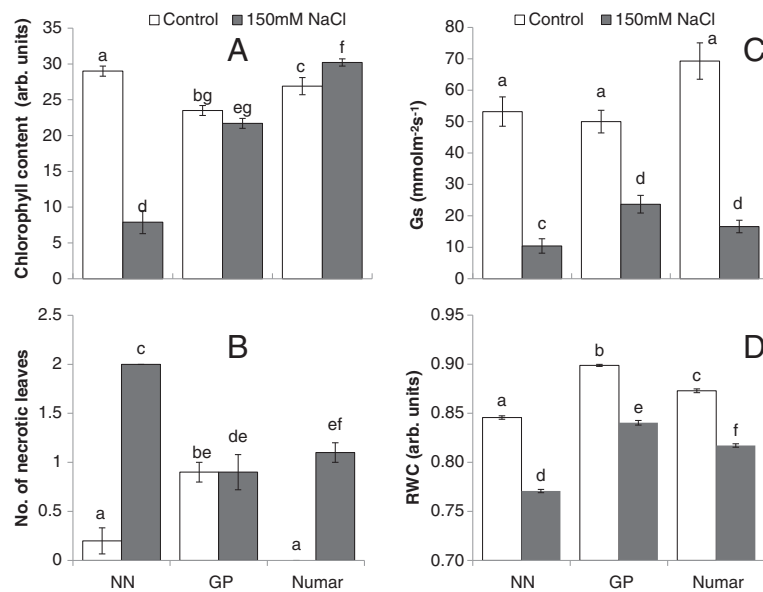 Control 150mM NaCl
A
Chlorophyll content (arb. units)
35
30
25
20
15
10
5
0
a
d
bg
eg
c
f
Control 150mM NaCl
C
Gs (mmolm-2s-1)
80
70
60
50
40
30
20
10
0
a
c
a
d
a
d
B
No. of necrotic leaves
2.5
2
1.5
1
0.5
0
a
c
be
de
a
ef
NN GP Numar
D
RWC (arb. units)
0.95
0.90
0.85
0.80
0.75
0.70
a
d
b
e
c
f
NN GP Numar